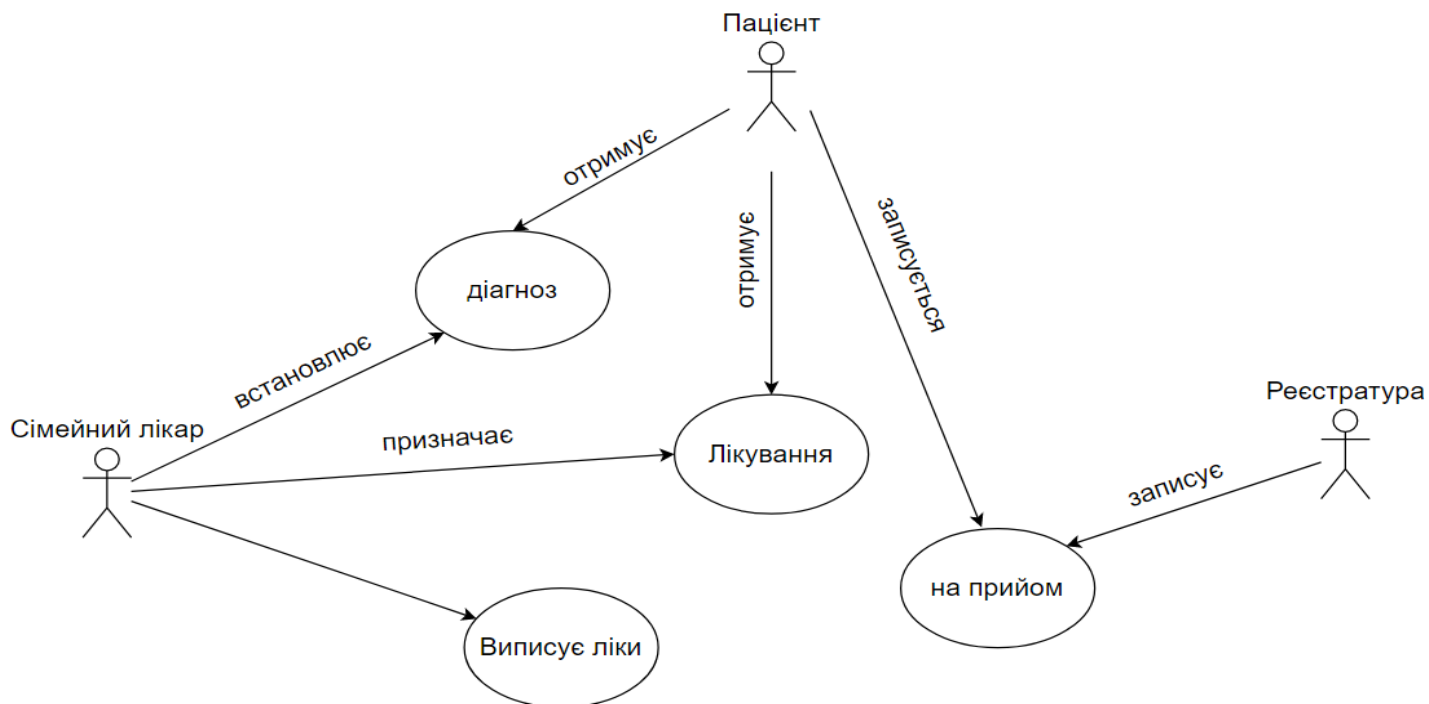 Пацієнт
отримує
отримує
записується
діагноз
встановлює
Реєстратура
Сімейний лікар
призначає
Лікування
записує
на прийом
Виписує ліки